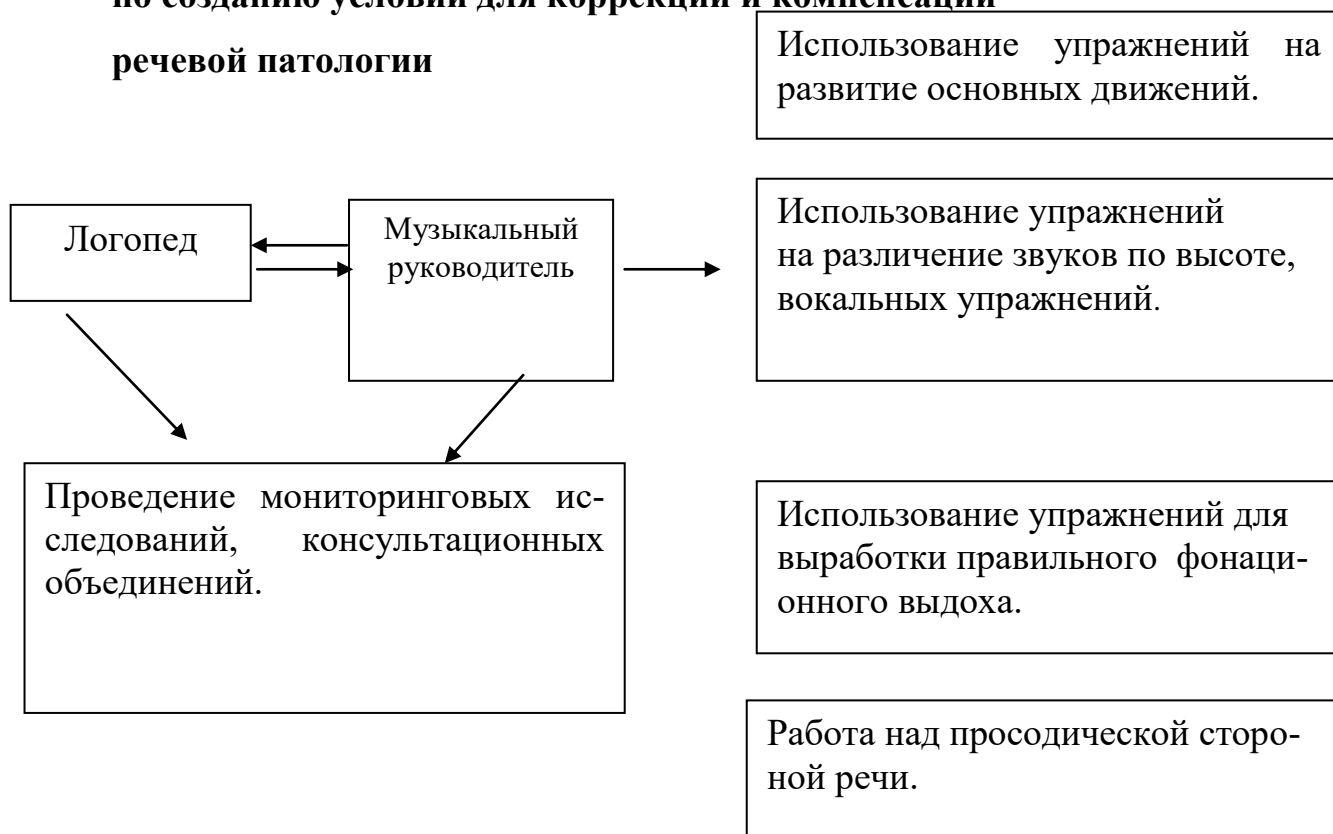 по созданию условий для коррекции и компенсации
речевой патологии
Использование упражнений на
развитие основных движений.
Логопед
Музыкальный
руководитель
Использование упражнений
на различение звуков по высоте,
вокальных упражнений.
Проведение мониторинговых ис-
следований, консультационных
объединений.
Использование упражнений для
выработки правильного фонаци-
онного выдоха.
Работа над просодической сторо-
ной речи.